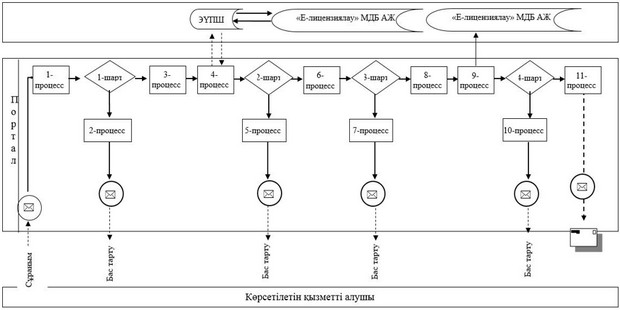 ЭҮПШ
«Е-лицензиялау» МДБ АЖ
«Е-лицензиялау» МДБ АЖ
Портал
1-процесс
1-шарт
3-процесс
4-процесс
2-шарт
6-процесс
3-шарт
8-процесс
9-процесс
4-шарт
11-процесс
2-процесс
5-процесс
7-процесс
10-процесс
Сұраным
Бас тарту
Бас тарту
Бас тарту
Бас тарту
Көрсетілетін қызметті алушы